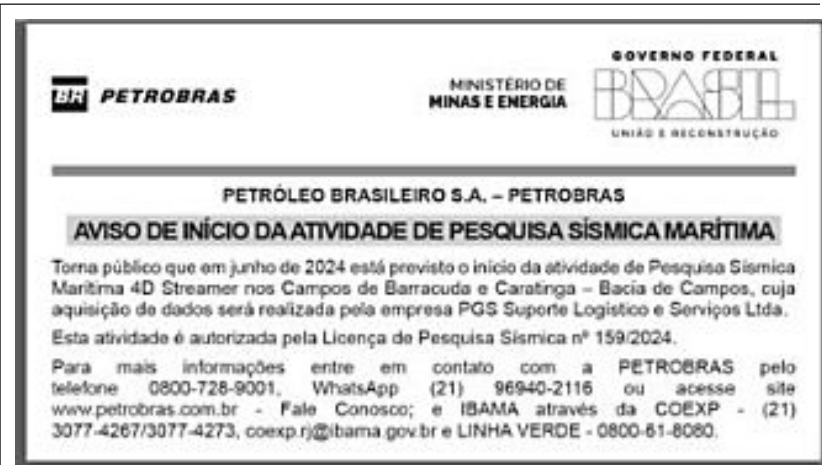 BR PETROBRAS
MINISTÉRIO DE
MINAS E ENERGIA
GOVERNO FEDERAL
BRASIL
UNIÃO E RECONSTRUÇÃO
PETRÓLEO BRASILEIRO S.A. – PETROBRAS
AVISO DE INÍCIO DA ATIVIDADE DE PESQUISA SÍSMICA MARÍTIMA
Torna público que em junho de 2024 está previsto o início da atividade de Pesquisa Sísmica
Marítima 4D Streamer nos Campos de Barracuda e Caratinga – Bacia de Campos, cuja
aquisição de dados será realizada pela empresa PGS Suporte Logístico e Serviços Ltda.
Esta atividade é autorizada pela Licença de Pesquisa Sísmica nº 159/2024.
Para mais informações entre em contato com a PETROBRAS pelo
telefone 0800-728-9001, WhatsApp (21) 96940-2116 ou acesse site
www.petrobras.com.br - Fale Conosco; e IBAMA através da COEXP - (21)
3077-4267/3077-4273, coexp.rj@ibama.gov.br e LINHA VERDE - 0800-61-8080.